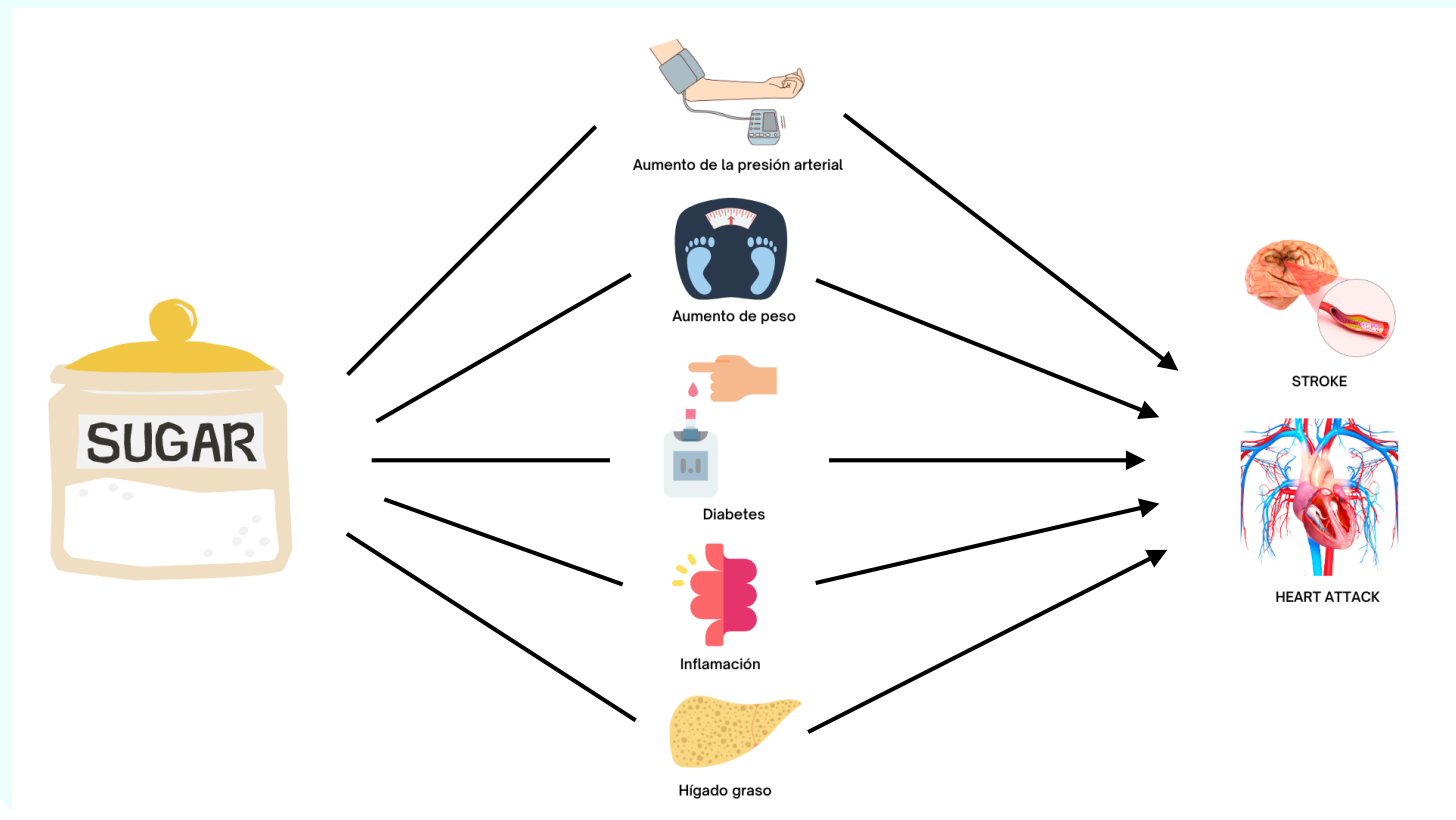 SUGAR
Aumento de la presión arterial
Aumento de peso
Diabetes
Inflamación
Hígado graso
STROKE
HEART ATTACK